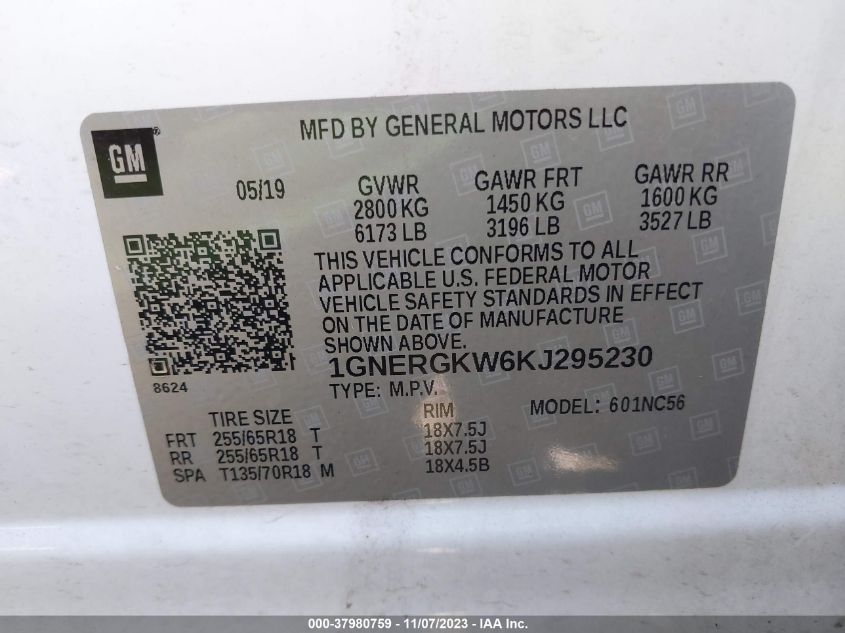 GM®
MFD BY GENERAL MOTORS LLC
05/19 GVWR GAWR FRT GAWR RR
2800 KG 1450 KG 1600 KG
6173 LB 3196 LB 3527 LB
THIS VEHICLE CONFORMS TO ALL
APPLICABLE U.S. FEDERAL MOTOR
VEHICLE SAFETY STANDARDS IN EFFECT
ON THE DATE OF MANUFACTURE
SHOWN ABOVE.
8624
1GNERGKW6KJ295230
TYPE: M.P.V. MODEL: 601NC56
TIRE SIZE RIM
FRT 255/65R18 T 18X7.5J
RR 255/65R18 T 18X7.5J
SPA T135/70R18 M 18X4.5B
000-37980759 - 11/07/2023 - IAA Inc.